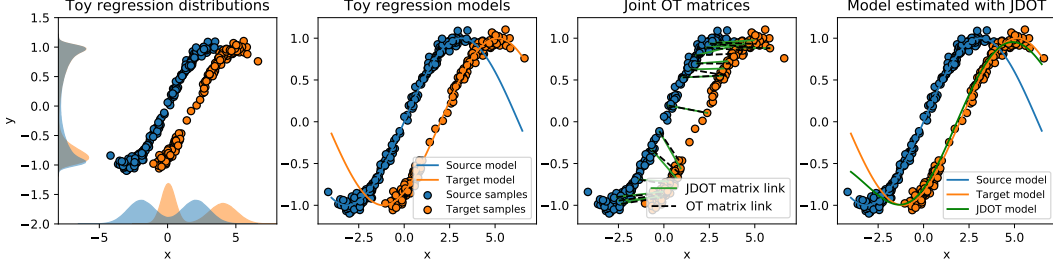 Toy regression distributions
1.5
1.0
0.5
0.0
−0.5
−1.0
−1.5
−2.0
y
−5
0
5
x
Toy regression models
1.0
0.5
0.0
−0.5
−1.0
Source model
Target model
Source samples
Target samples
−2.5
0.0
2.5
5.0
x
Joint OT matrices
1.0
0.5
0.0
−0.5
−1.0
JDOT matrix link
OT matrix link
−2.5
0.0
2.5
5.0
x
Model estimated with JDOT
1.0
0.5
0.0
−0.5
−1.0
Source model
Target model
JDOT model
−2.5
0.0
2.5
5.0
x